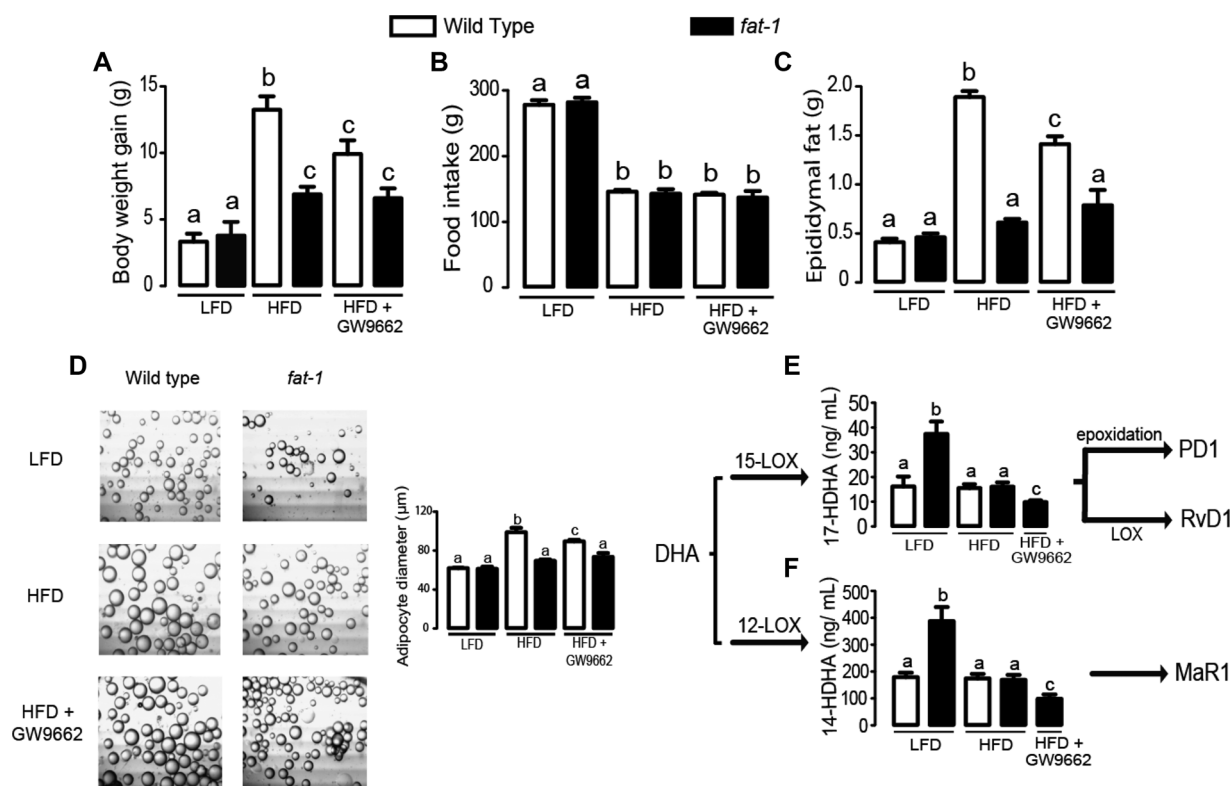 Wild Type
fat-1
A
Body weight gain (g)
15
10
5
0
a
a
b
c
c
c
LFD
HFD
HFD +
GW9662
B
Food intake (g)
300
200
100
0
a
a
b
b
b
b
LFD
HFD
HFD +
GW9662
C
Epididymal fat (g)
2.0
1.5
1.0
0.5
0
a
a
b
a
c
a
LFD
HFD
HFD +
GW9662
D
Wild type
fat-1
LFD
HFD
HFD +
GW9662
Adipocyte diameter (µm)
120
80
40
0
a
a
b
a
c
a
LFD
HFD
HFD +
GW9662
DHA
15-LOX
12-LOX
E
17-HDHA (ng/ mL)
50
40
30
20
10
0
a
b
a
a
c
LFD
HFD
HFD +
GW9662
epoxidation
PD1
LOX
RvD1
F
14-HDHA (ng/ mL)
500
400
300
200
100
0
a
b
a
a
c
LFD
HFD
HFD +
GW9662
MaR1